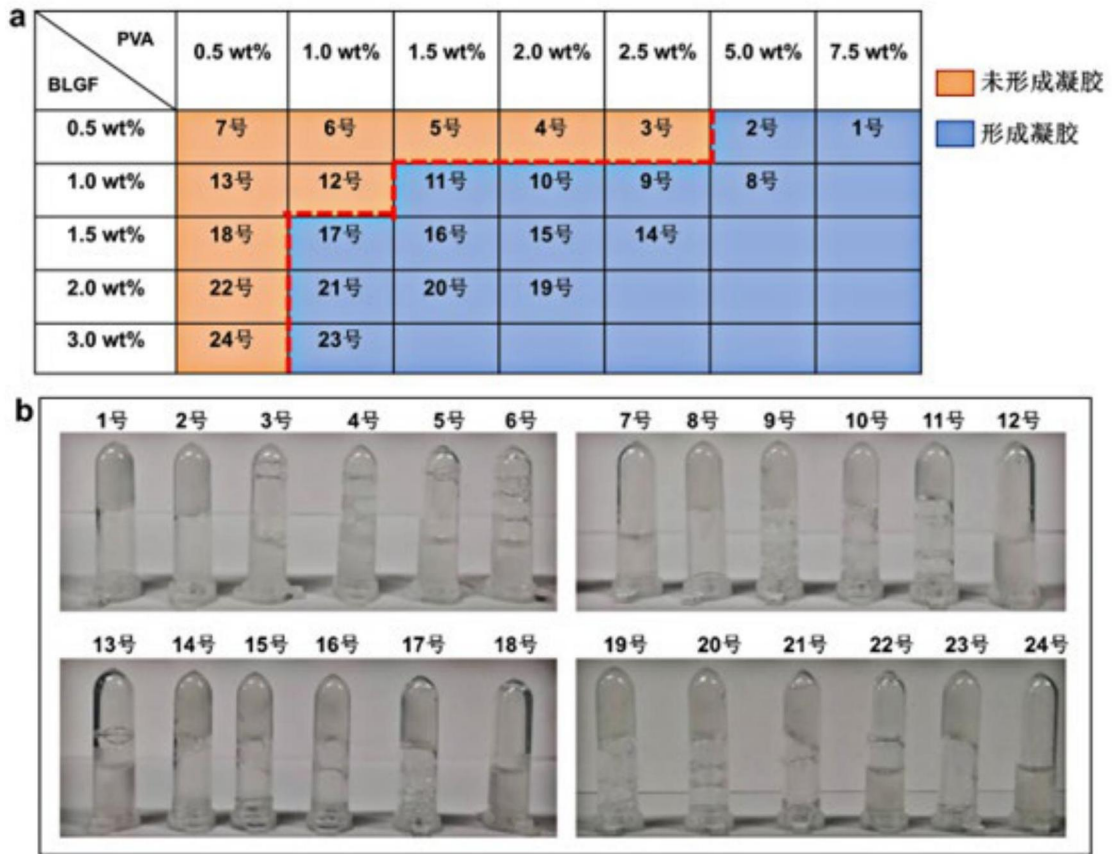 a
PVA
BLGF
0.5 wt% 1.0 wt% 1.5 wt% 2.0 wt% 2.5 wt% 5.0 wt% 7.5 wt%
0.5 wt% 7号 6号 5号 4号 3号 2号 1号
1.0 wt% 13号 12号 11号 10号 9号 8号
1.5 wt% 18号 17号 16号 15号 14号
2.0 wt% 22号 21号 20号 19号
3.0 wt% 24号 23号
未形成凝胶
形成凝胶
b
1号 2号 3号 4号 5号 6号 7号 8号 9号 10号 11号 12号
13号 14号 15号 16号 17号 18号 19号 20号 21号 22号 23号 24号